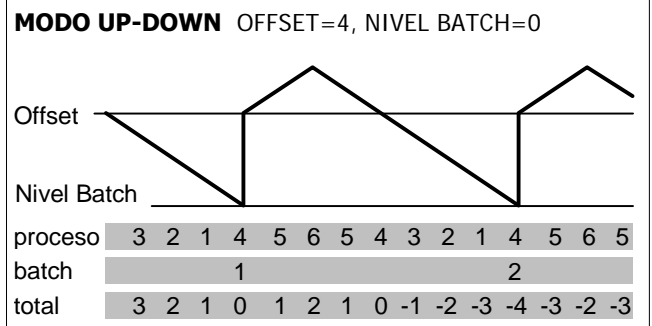 MODO UP-DOWN OFFSET=4, NIVEL BATCH=0
Offset
Nivel Batch
proceso 3 2 1 4 5 6 5 4 3 2 1 4 5 6 5
batch 1 2
total 3 2 1 0 1 2 1 0 -1 -2 -3 -4 -3 -2 -3